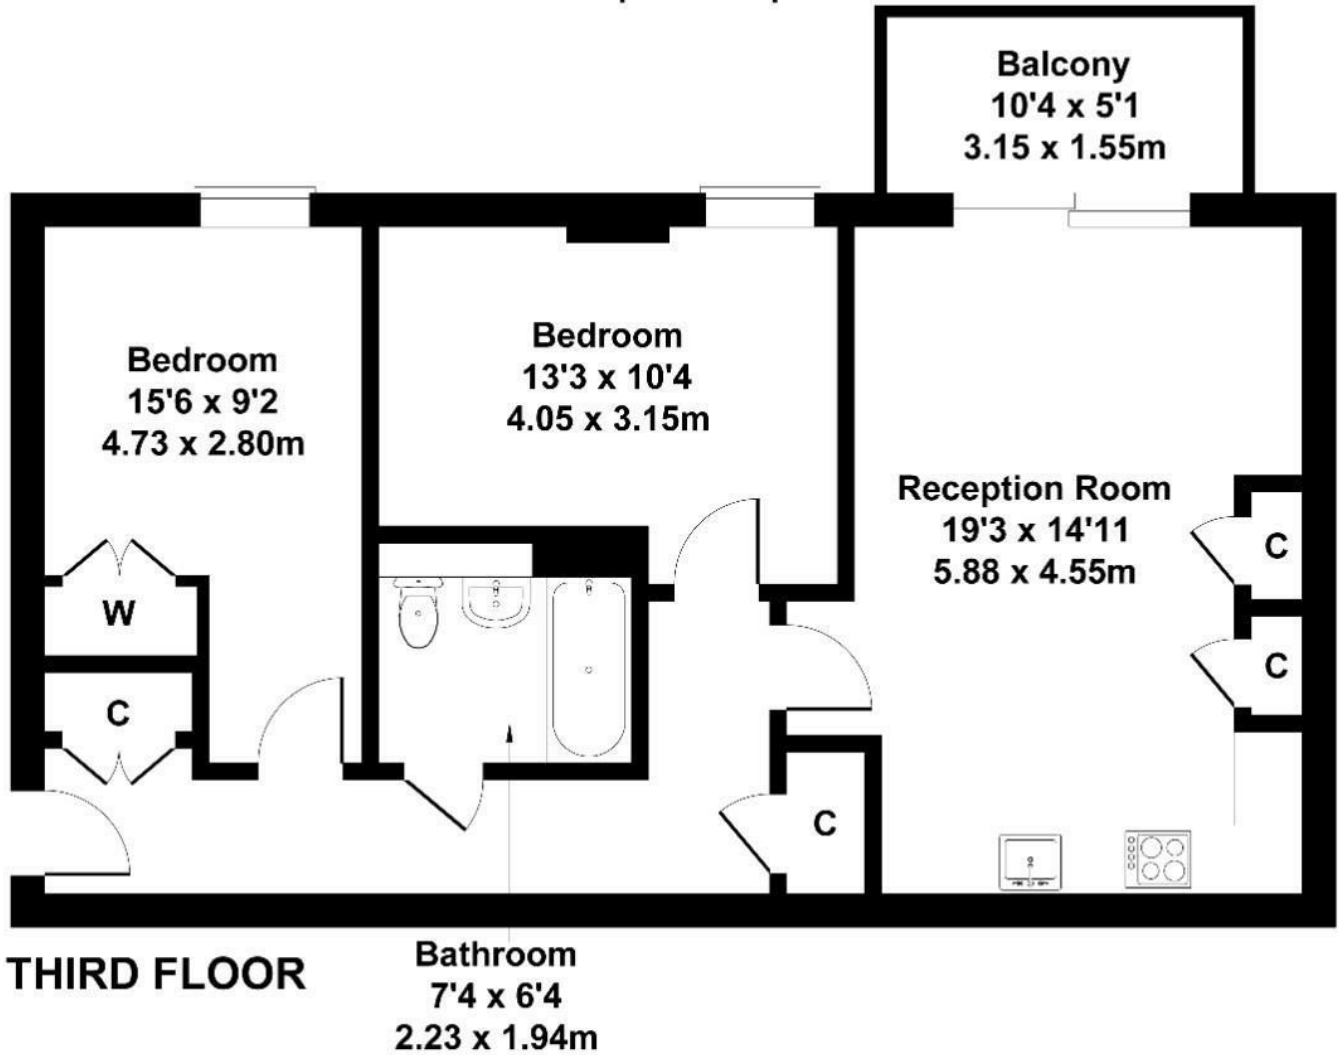 Balcony
10'4 x 5'1
3.15 x 1.55m
Bedroom
15'6 x 9'2
4.73 x 2.80m
Bedroom
13'3 x 10'4
4.05 x 3.15m
Reception Room
19'3 x 14'11
5.88 x 4.55m
C
W
C
C
C
THIRD FLOOR
Bathroom
7'4 x 6'4
2.23 x 1.94m